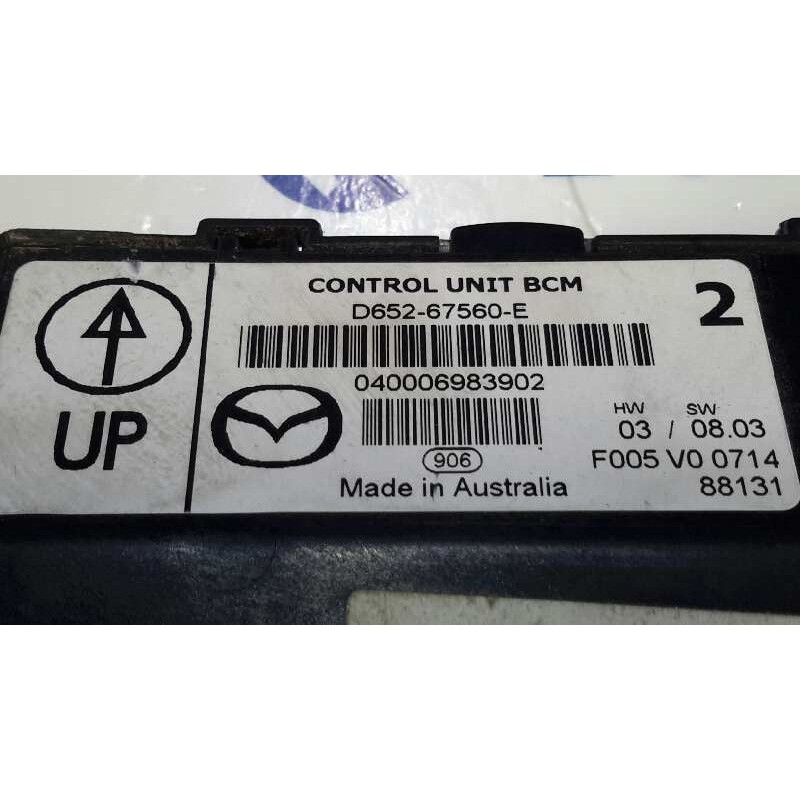 CONTROL UNIT BCM
2
D652-67560-E
040006983902
UP
HW SW
03 / 08.03
906
F005 V0 0714
Made in Australia
88131